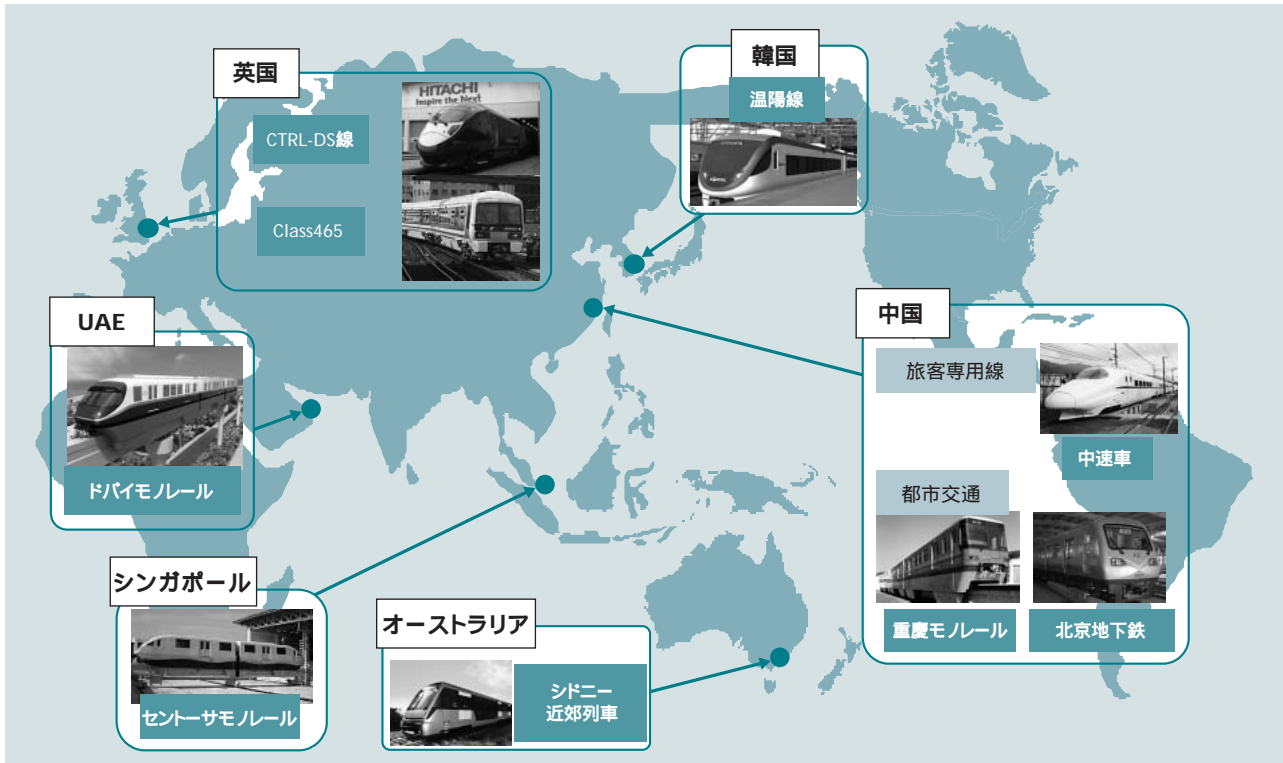 英国
HITACHI
Inspire the Next
CTRL-DS線
Class465
韓国
温陽線
UAE
ドバイモノレール
中国
旅客専用線
中速車
都市交通
重慶モノレール
北京地下鉄
シンガポール
セントーサモノレール
オーストラリア
シドニー
近郊列車